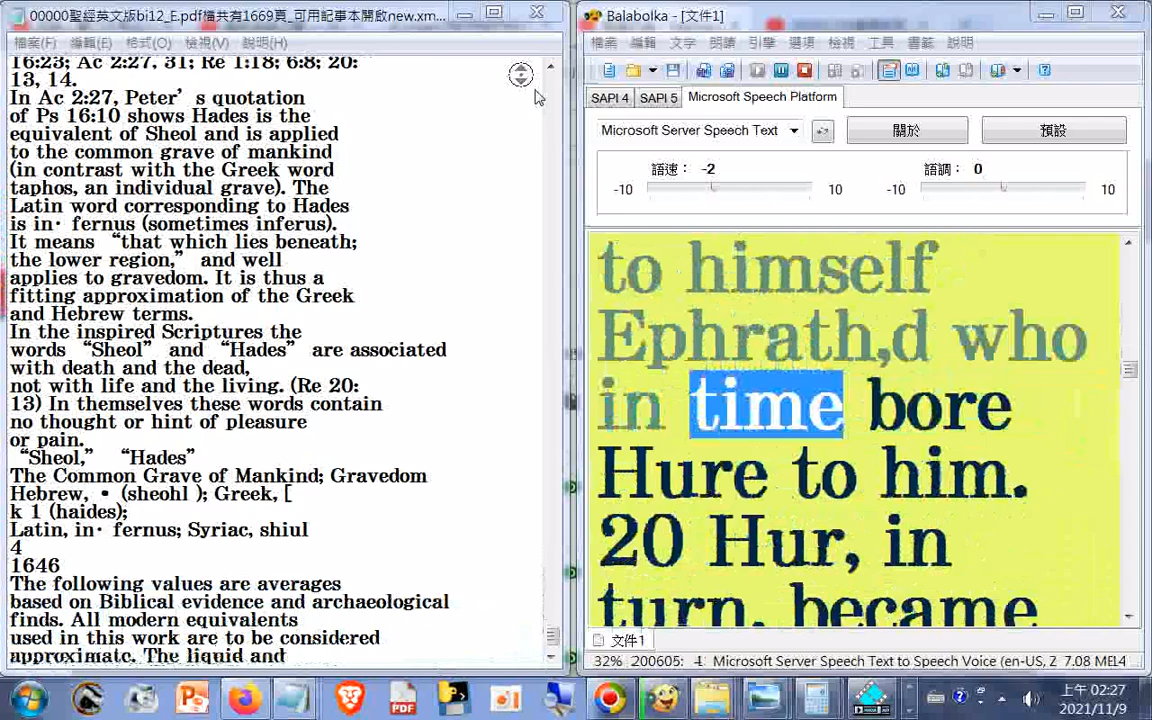 00000聖經英文版bi12_E.pdf檔共有1669頁_可用記事本開啟new.xm...
檔案(F) 編輯(E) 格式(O) 檢視(V) 說明(H)
16:23; Ac 2:27, 31; Re 1:18; 6:8; 20:
13, 14.
In Ac 2:27, Peter’s quotation
of Ps 16:10 shows Hades is the
equivalent of Sheol and is applied
to the common grave of mankind
(in contrast with the Greek word
taphos, an individual grave). The
Latin word corresponding to Hades
is in·fernus (sometimes inferus).
It means “that which lies beneath;
the lower region,” and well
applies to gravedom. It is thus a
fitting approximation of the Greek
and Hebrew terms.
In the inspired Scriptures the
words “Sheol” and “Hades” are associated
with death and the dead,
not with life and the living. (Re 20:
13) In themselves these words contain
no thought or hint of pleasure
or pain.
“Sheol,” “Hades”
The Common Grave of Mankind; Gravedom
Hebrew, • (sheohl ); Greek, [
k 1 (haides);
Latin, in·fernus; Syriac, shiul
4
1646
The following values are averages
based on Biblical evidence and archaeological
finds. All modern equivalents
used in this work are to be considered
approximate. The liquid and
Balabolka - [文件1]
檔案 編輯 文字 朗讀 引擎 選項 檢視 工具 書籤 說明
SAPI 4 SAPI 5 Microsoft Speech Platform
Microsoft Server Speech Text 關於 預設
語速: -2 語調: 0
-10 10 -10 10
to himself
Ephrath,d who
in time bore
Hure to him.
20 Hur, in
turn, became
文件1
32% 200605: Microsoft Server Speech Text to Speech Voice (en-US, Z 7.08 ME
上午 02:27
2021/11/9